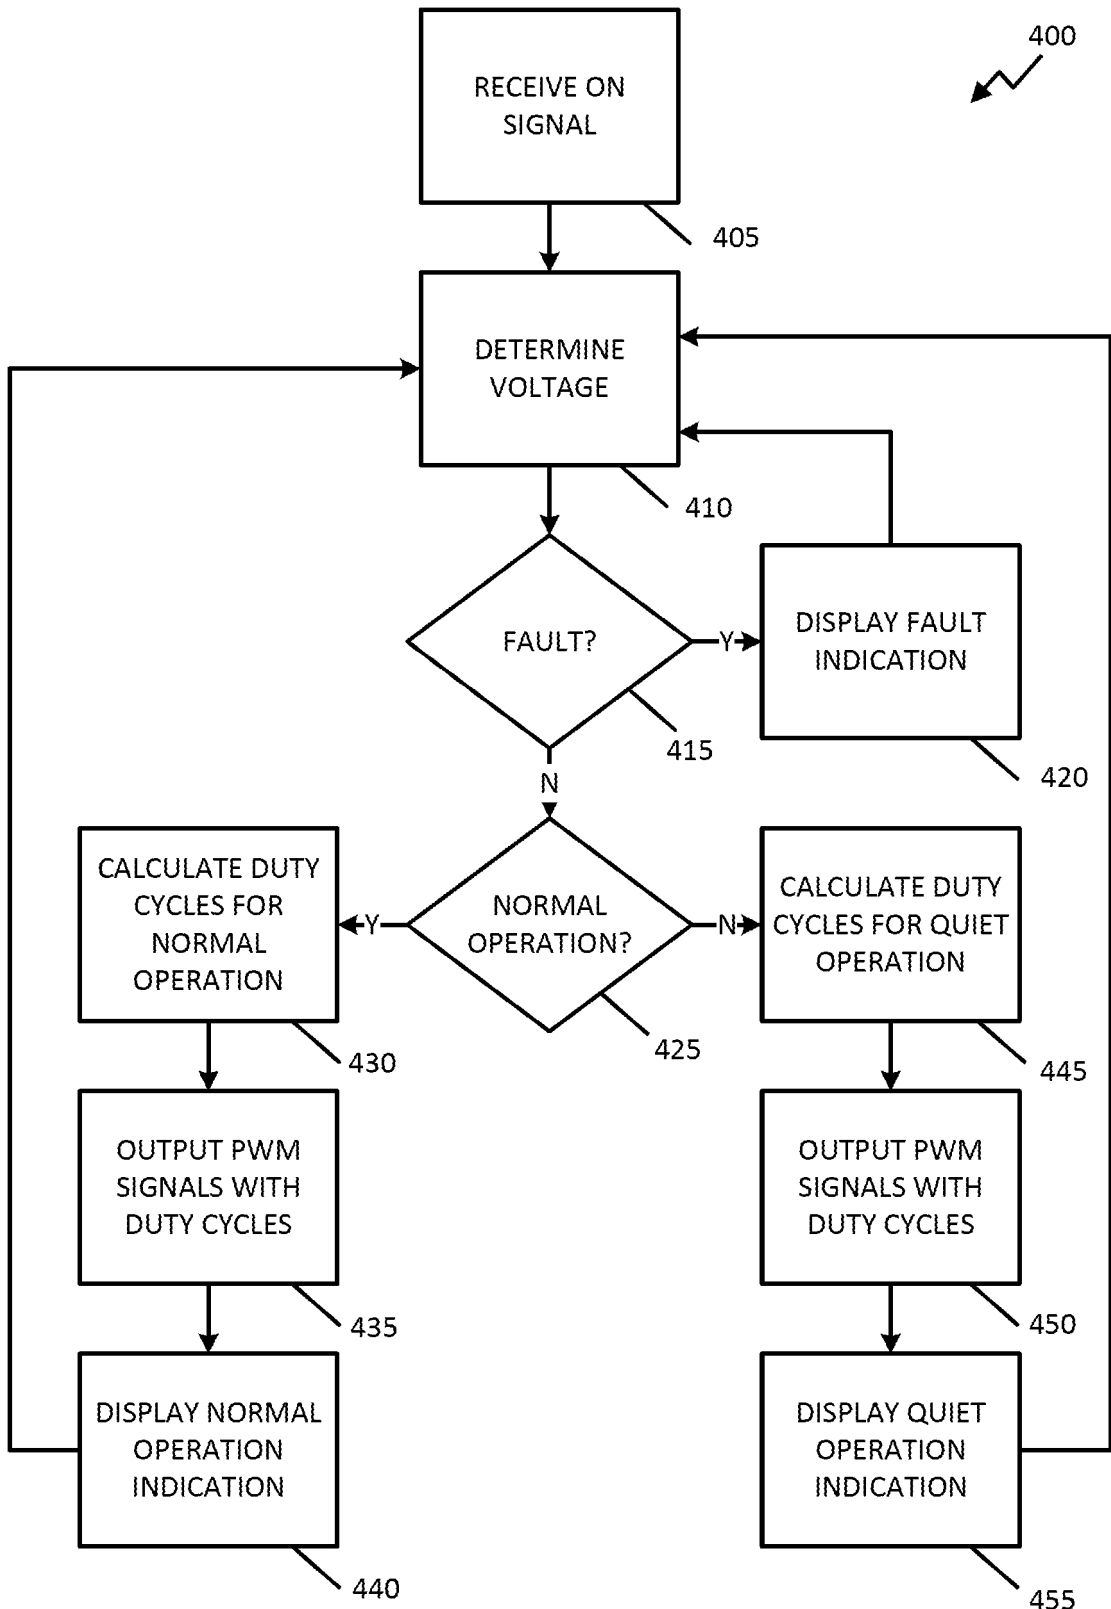 400
RECEIVE ON
SIGNAL
405
DETERMINE
VOLTAGE
410
FAULT?
Y
415
DISPLAY FAULT
INDICATION
420
N
NORMAL
OPERATION?
425
Y
N
CALCULATE DUTY
CYCLES FOR
NORMAL
OPERATION
430
OUTPUT PWM
SIGNALS WITH
DUTY CYCLES
435
DISPLAY NORMAL
OPERATION
INDICATION
440
CALCULATE DUTY
CYCLES FOR QUIET
OPERATION
445
OUTPUT PWM
SIGNALS WITH
DUTY CYCLES
450
DISPLAY QUIET
OPERATION
INDICATION
455